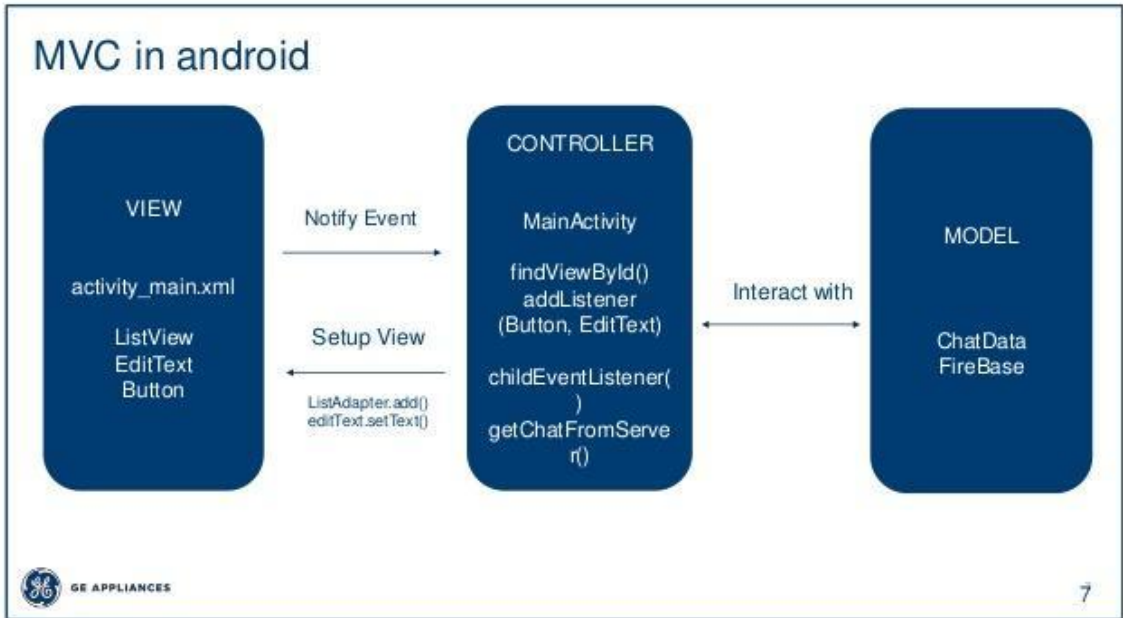 MVC in android
VIEW
activity_main.xml
ListView
EditText
Button
Notify Event
Setup View
ListAdapter.add()
editText.setText()
CONTROLLER
MainActivity
findViewById()
addListener
(Button, EditText)
childEventListener(
)
getChatFromServe
r()
Interact with
MODEL
ChatData
FireBase
GE APPLIANCES
7